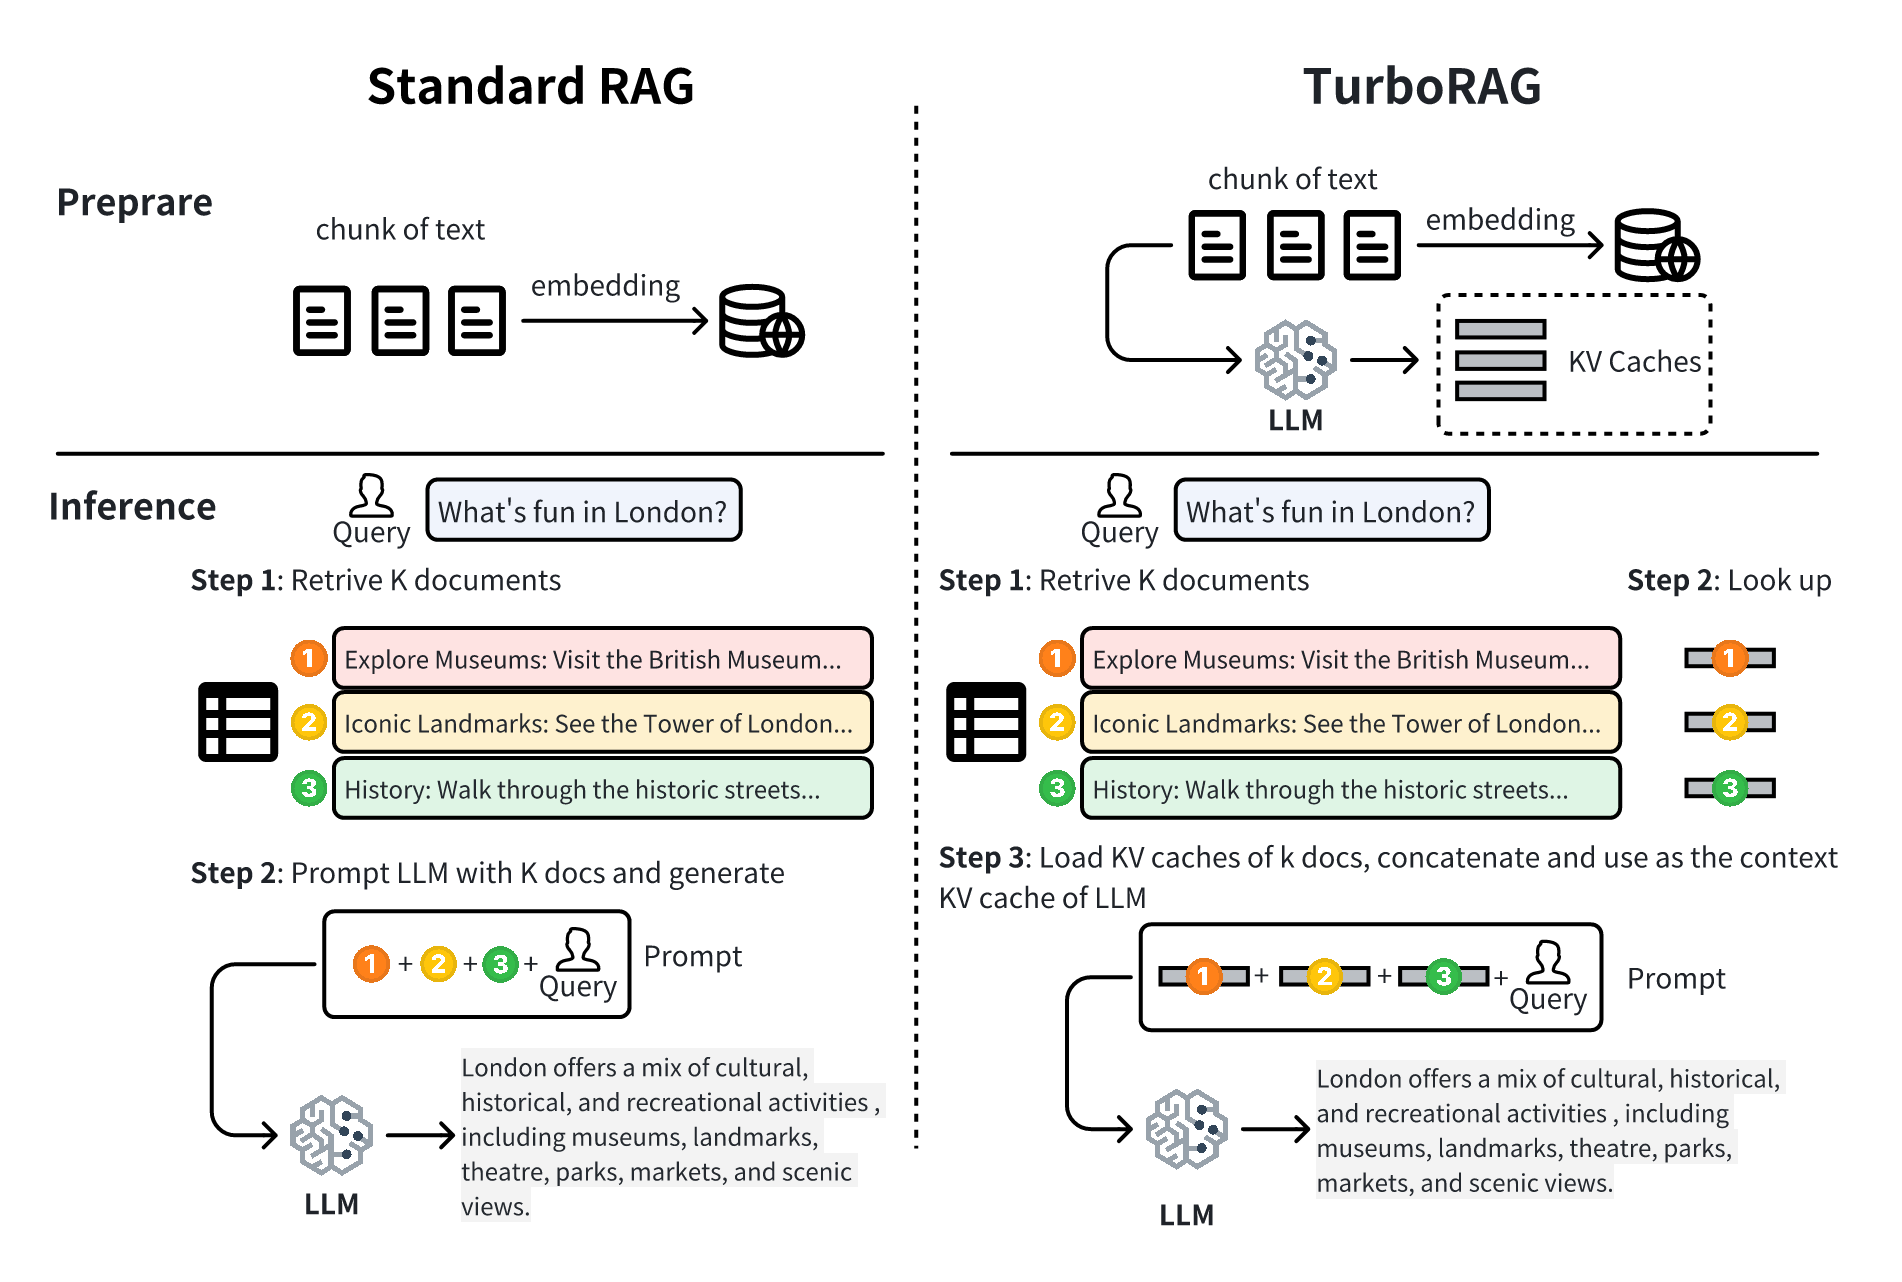 Standard RAG
Preprare
chunk of text
embedding
Inference
Query
What's fun in London?
Step 1: Retrive K documents
1
Explore Museums: Visit the British Museum...
2
Iconic Landmarks: See the Tower of London...
3
History: Walk through the historic streets...
Step 2: Prompt LLM with K docs and generate
1 + 2 + 3 +
Query
Prompt
LLM
London offers a mix of cultural,
historical, and recreational activities ,
including museums, landmarks,
theatre, parks, markets, and scenic
views.
TurboRAG
chunk of text
embedding
LLM
KV Caches
Query
What's fun in London?
Step 1: Retrive K documents
1
Explore Museums: Visit the British Museum...
2
Iconic Landmarks: See the Tower of London...
3
History: Walk through the historic streets...
Step 2: Look up
1
2
3
Step 3: Load KV caches of k docs, concatenate and use as the context
KV cache of LLM
1 + 2 + 3 +
Query
Prompt
LLM
London offers a mix of cultural, historical,
and recreational activities , including
museums, landmarks, theatre, parks,
markets, and scenic views.